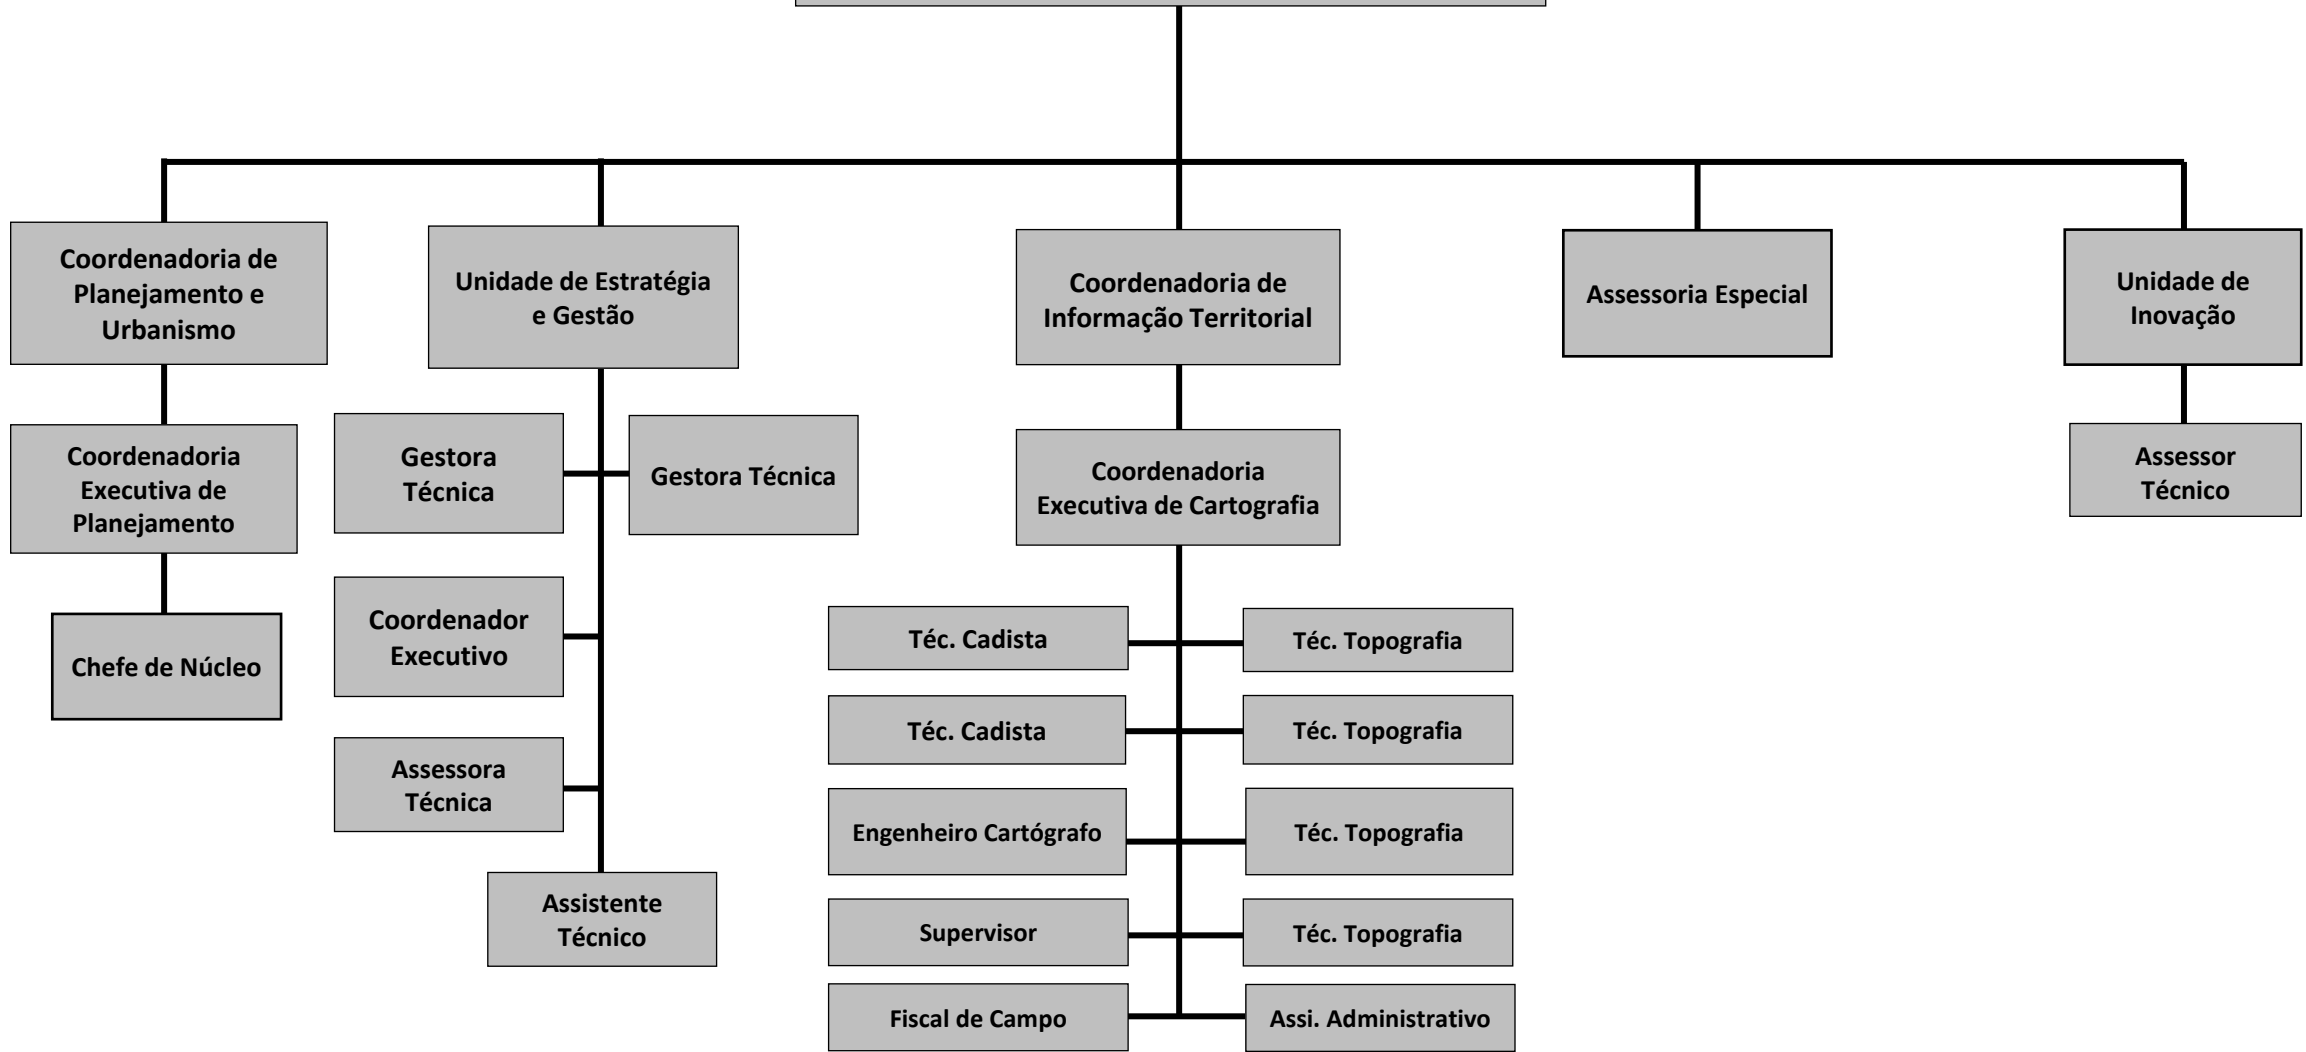 Coordenadoria de
Planejamento e
Urbanismo
Unidade de Estratégia
e Gestão
Coordenadoria de
Informação Territorial
Assessoria Especial
Unidade de
Inovação
Coordenadoria
Executiva de
Planejamento
Gestora
Técnica
Gestora Técnica
Coordenadoria
Executiva de Cartografia
Assessor
Técnico
Chefe de Núcleo
Coordenador
Executivo
Téc. Cadista
Téc. Topografia
Téc. Cadista
Téc. Topografia
Assessora
Técnica
Engenheiro Cartógrafo
Téc. Topografia
Assistente
Técnico
Supervisor
Téc. Topografia
Fiscal de Campo
Assi. Administrativo